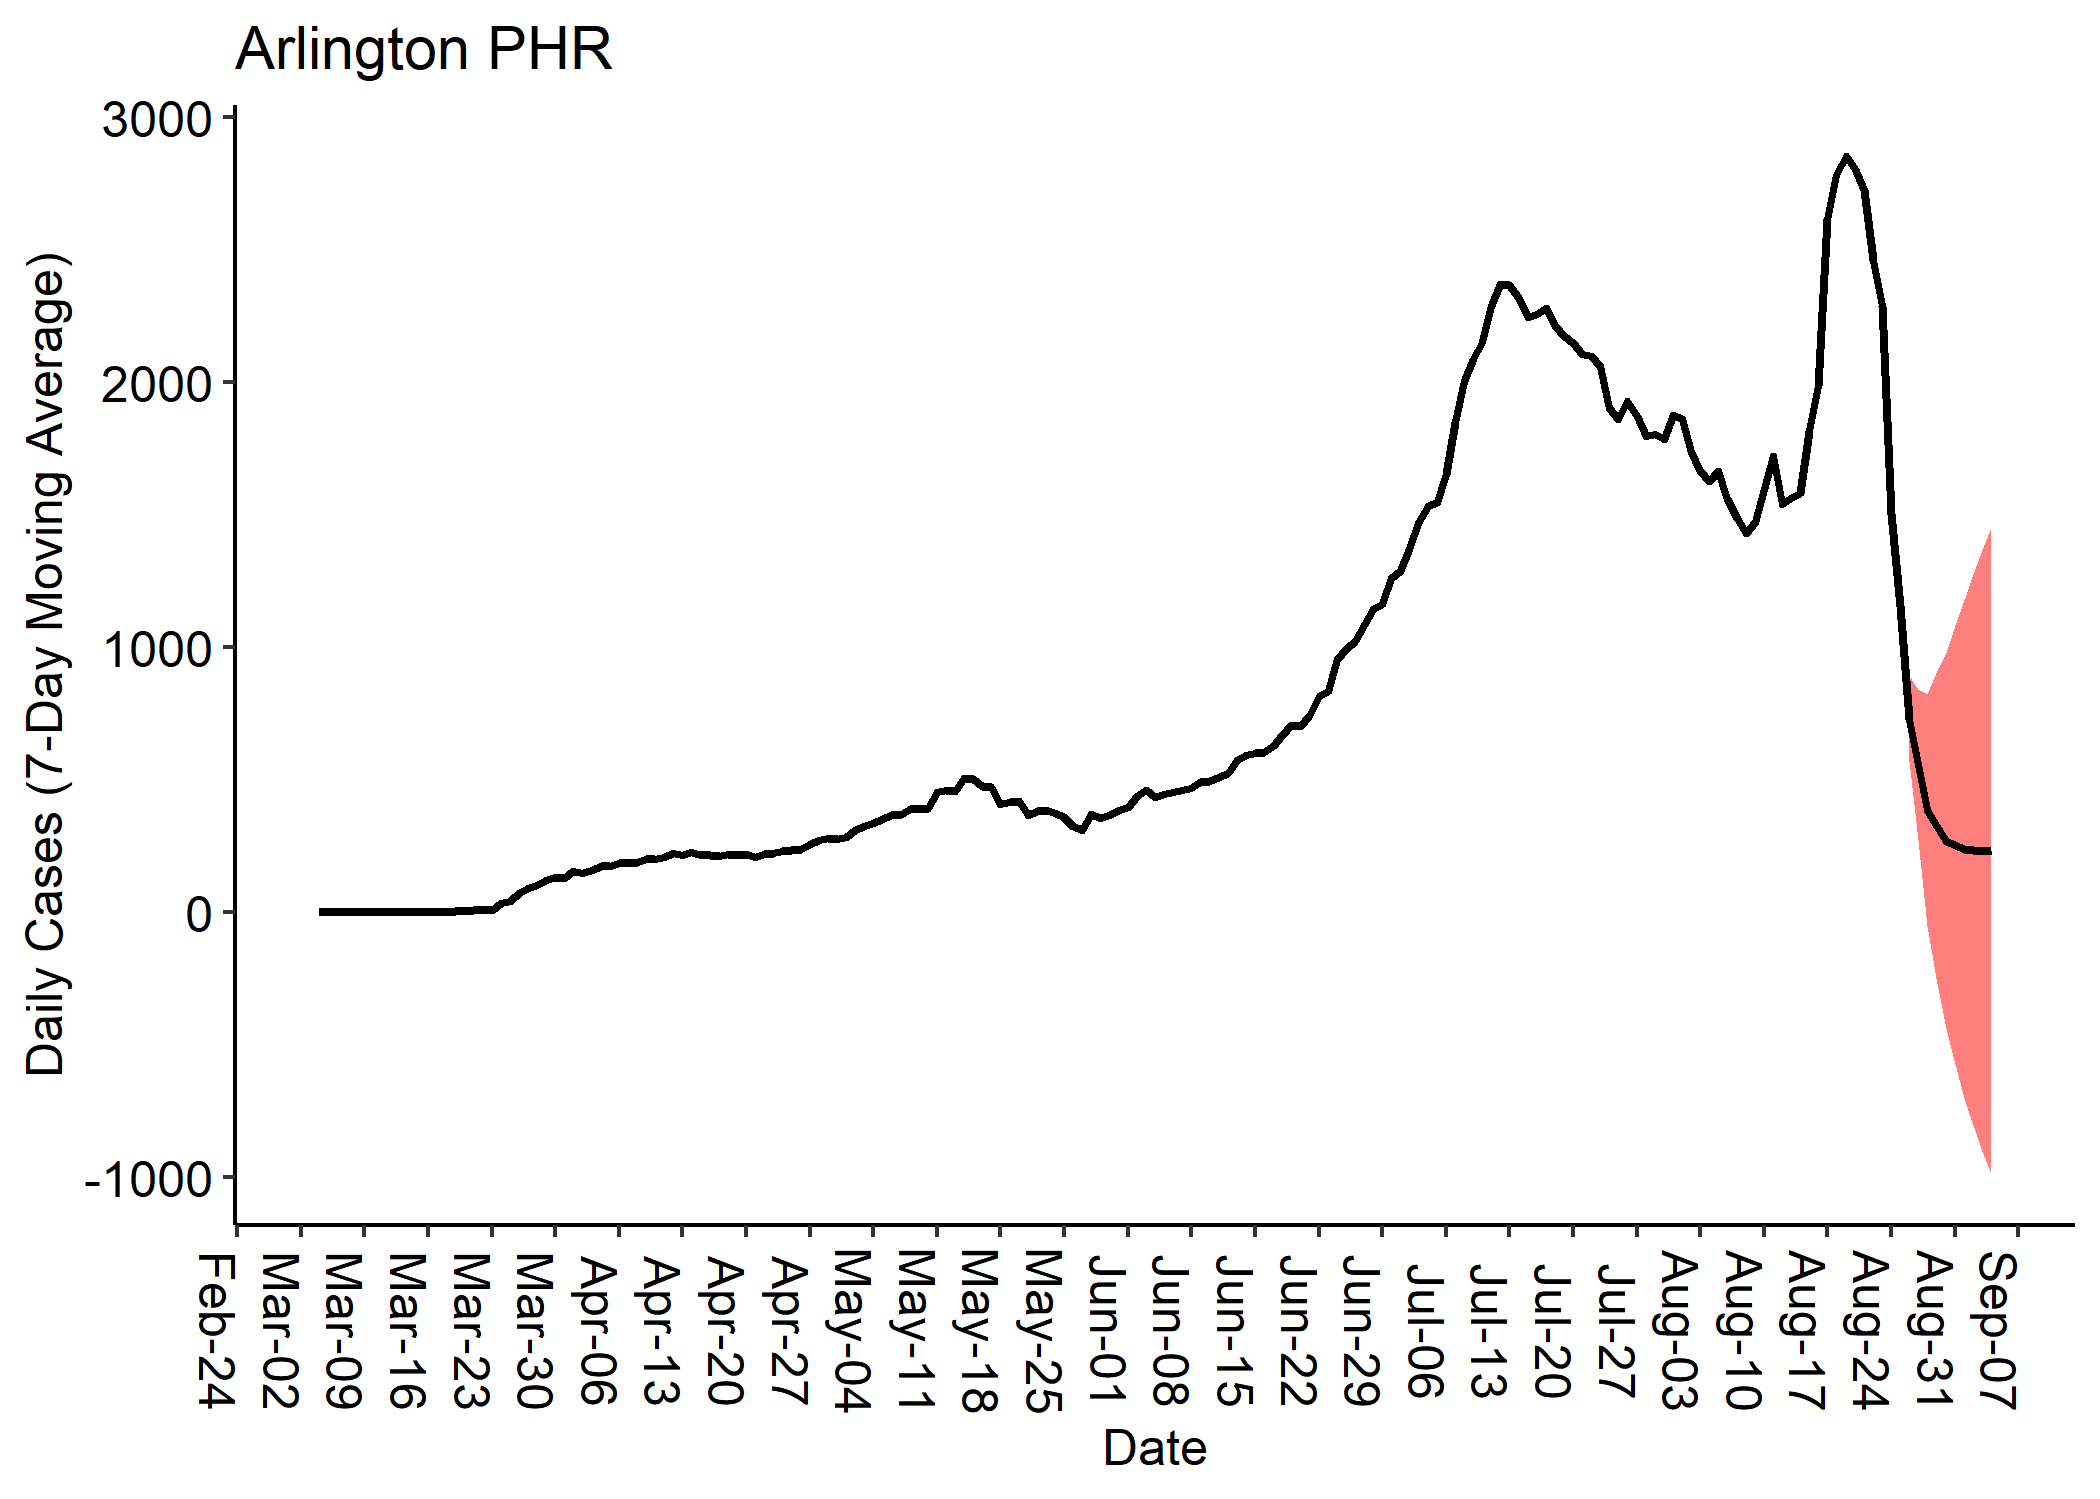 Arlington PHR
Daily Cases (7-Day Moving Average)
3000
2000
1000
0
-1000
Feb-24
Mar-02
Mar-09
Mar-16
Mar-23
Mar-30
Apr-06
Apr-13
Apr-20
Apr-27
May-04
May-11
May-18
May-25
Jun-01
Jun-08
Jun-15
Jun-22
Jun-29
Jul-06
Jul-13
Jul-20
Jul-27
Aug-03
Aug-10
Aug-17
Aug-24
Aug-31
Sep-07
Date